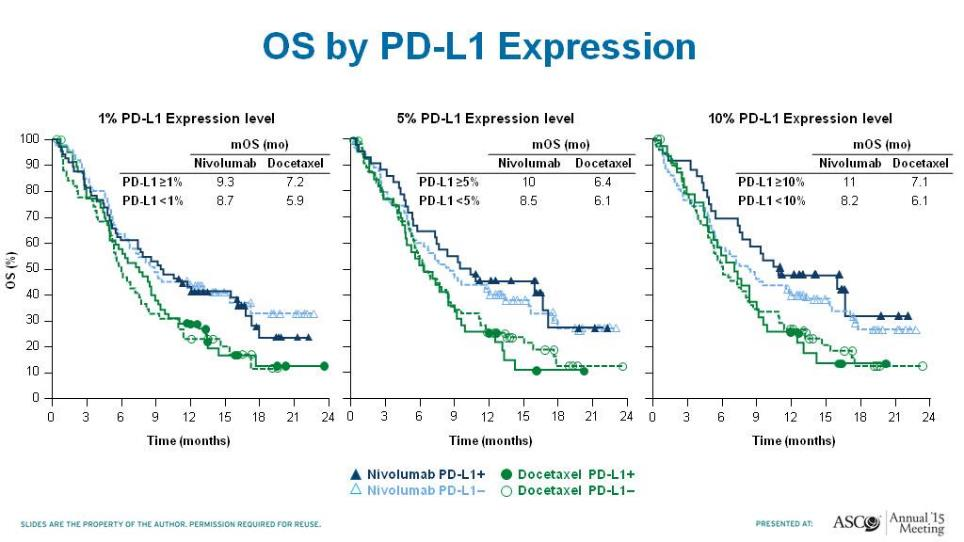 OS by PD-L1 Expression
1% PD-L1 Expression level
mOS (mo)
Nivolumab Docetaxel
PD-L1 ≥1% 9.3 7.2
PD-L1 <1% 8.7 5.9
OS (%)
100
90
80
70
60
50
40
30
20
10
0
0 3 6 9 12 15 18 21 24
Time (months)
5% PD-L1 Expression level
mOS (mo)
Nivolumab Docetaxel
PD-L1 ≥5% 10 6.4
PD-L1 <5% 8.5 6.1
0 3 6 9 12 15 18 21 24
Time (months)
10% PD-L1 Expression level
mOS (mo)
Nivolumab Docetaxel
PD-L1 ≥10% 11 7.1
PD-L1 <10% 8.2 6.1
0 3 6 9 12 15 18 21 24
Time (months)
Nivolumab PD-L1+ Docetaxel PD-L1+
Nivolumab PD-L1– Docetaxel PD-L1–
SLIDES ARE THE PROPERTY OF THE AUTHOR. PERMISSION REQUIRED FOR REUSE.
PRESENTED AT:
ASCO Annual '15
Meeting